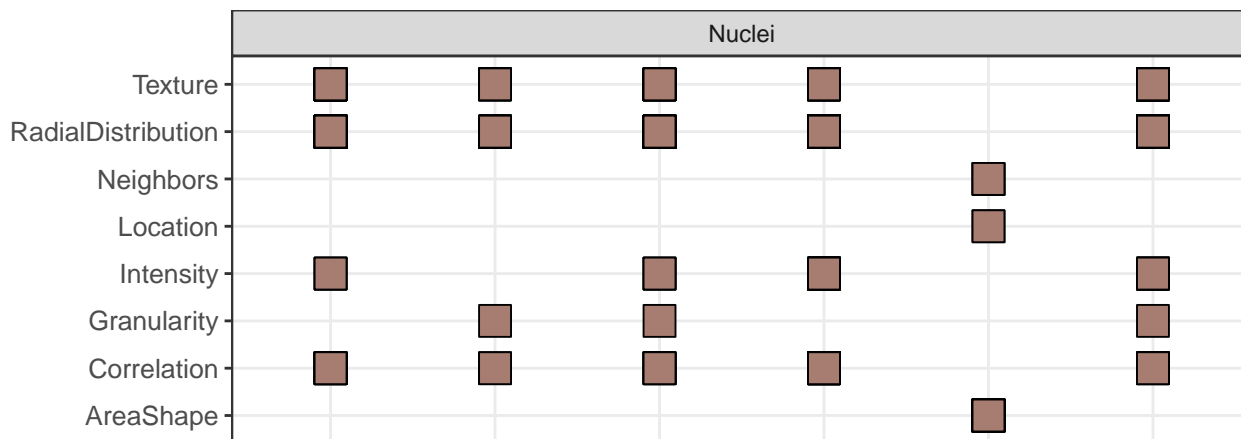 Nuclei
Texture
RadialDistribution
Neighbors
Location
Intensity
Granularity
Correlation
AreaShape